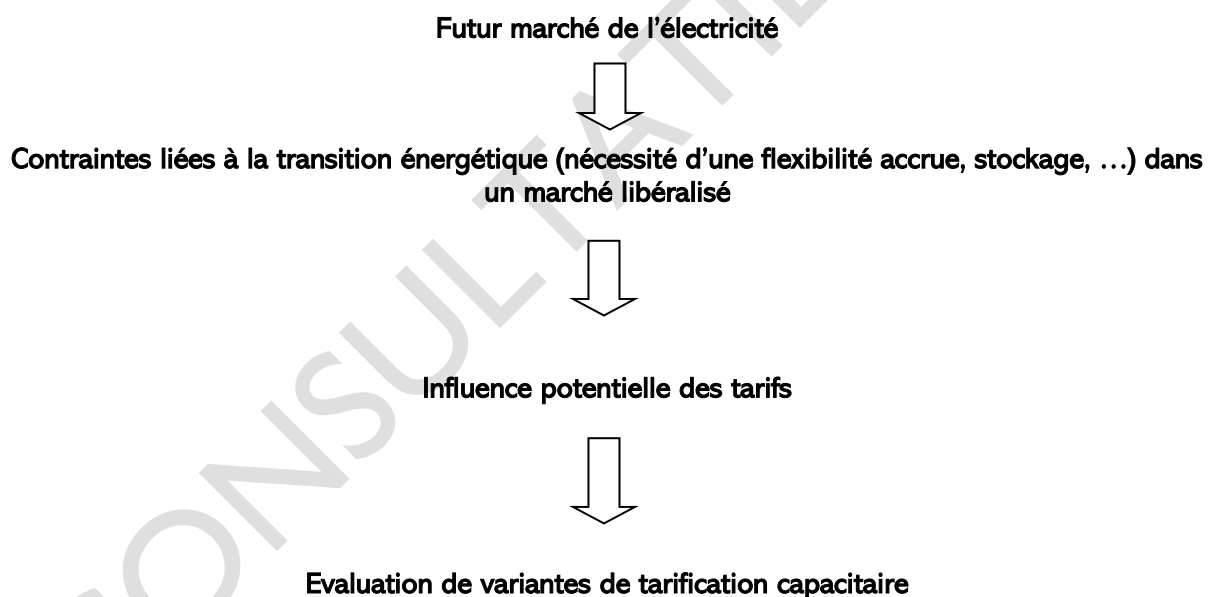 Futur marché de l’électricité
Contraintes liées à la transition énergétique (nécessité d’une flexibilité accrue, stockage, …) dans
un marché libéralisé
Influence potentielle des tarifs
Evaluation de variantes de tarification capacitaire